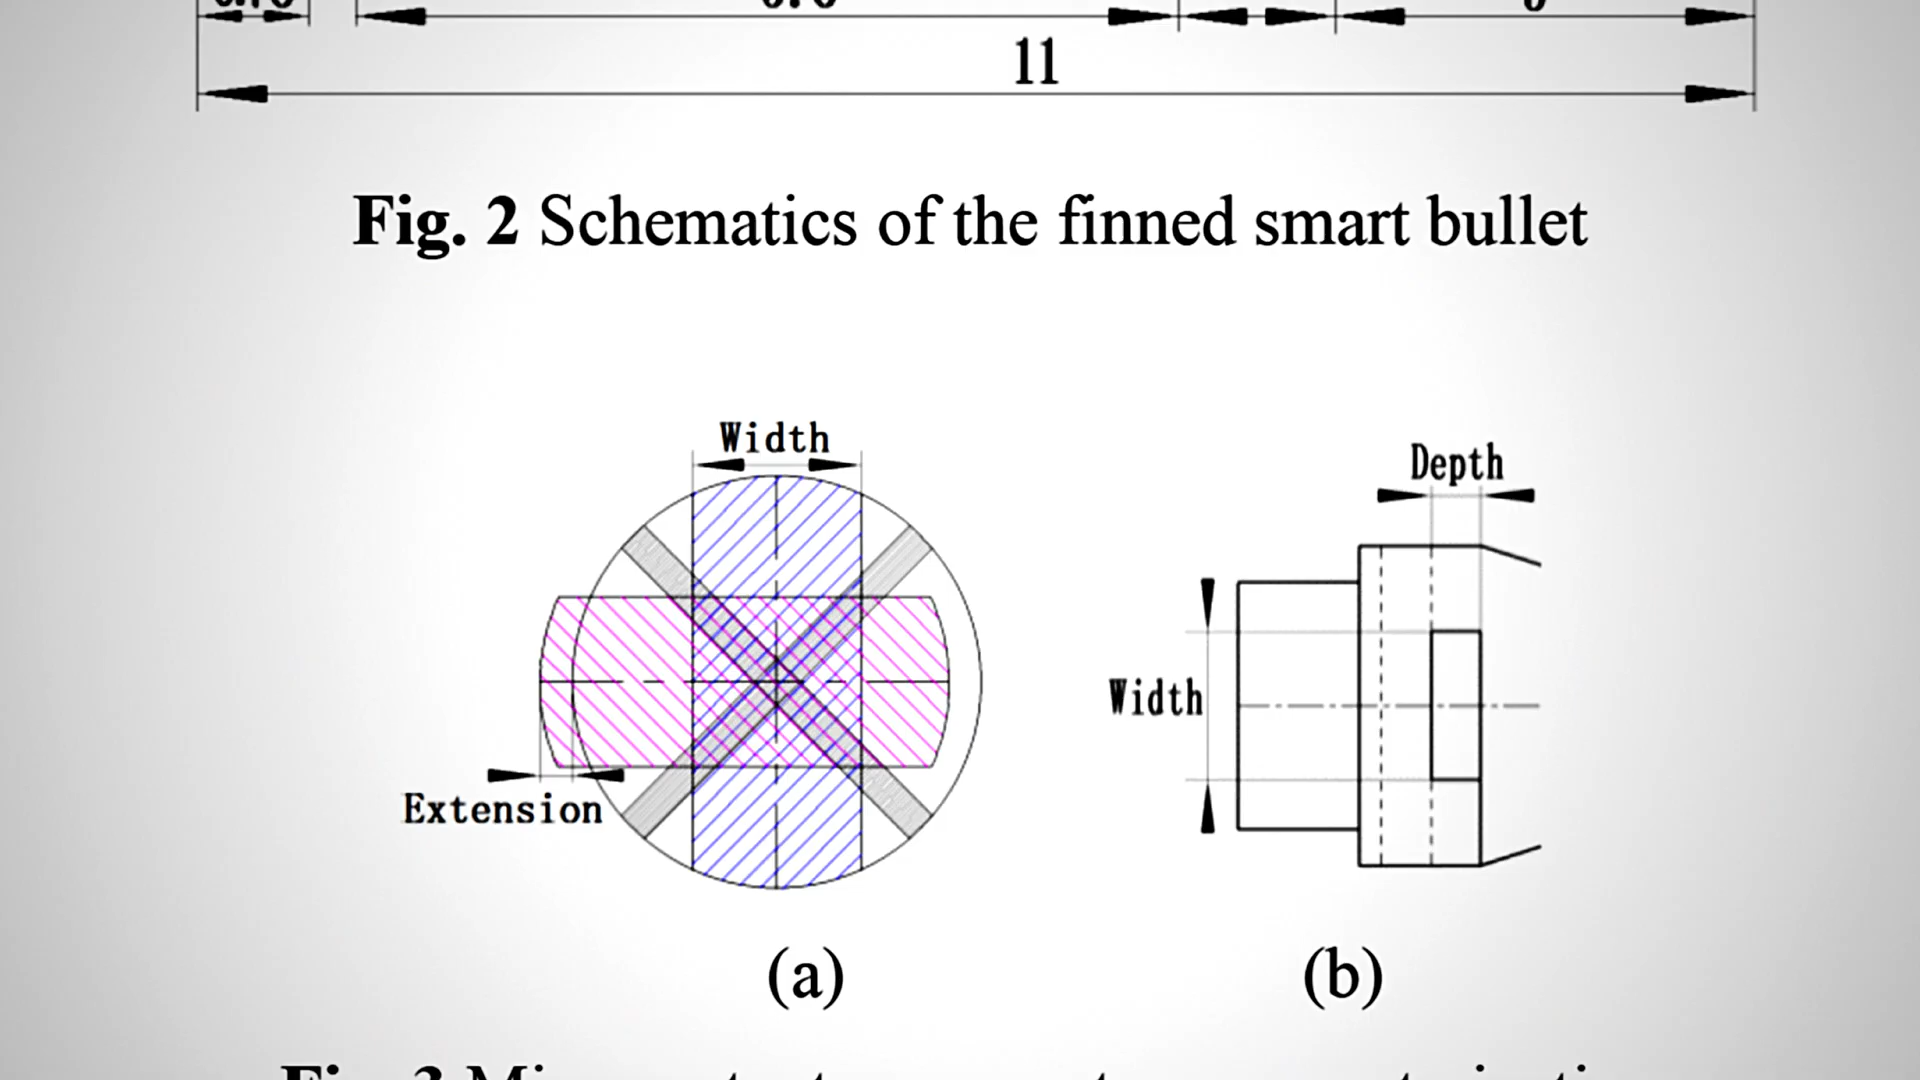 11
Fig. 2 Schematics of the finned smart bullet
Width
Depth
Width
Extension
(a)
(b)